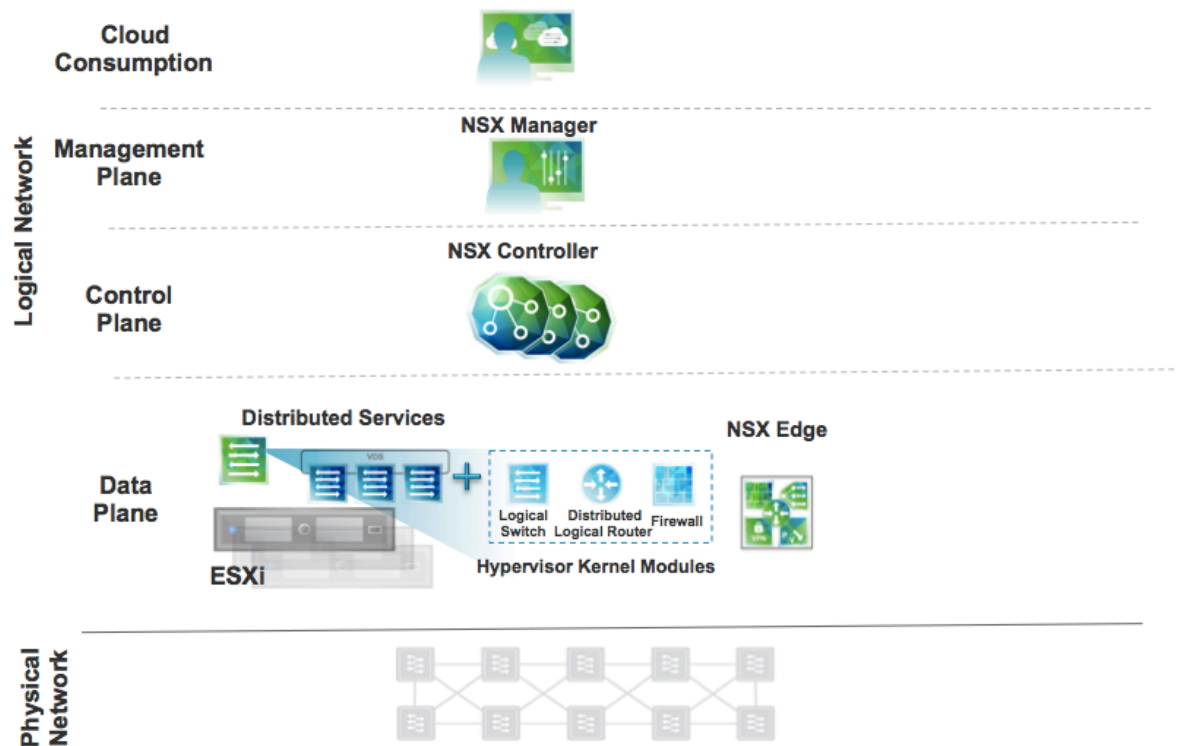 Cloud
Consumption
Logical Network
NSX Manager
Management
Plane
NSX Controller
Control
Plane
Distributed Services
NSX Edge
VDS
Data
Plane
Logical
Switch
Distributed
Logical Router
Firewall
ESXi
Hypervisor Kernel Modules
VPN
Physical
Network